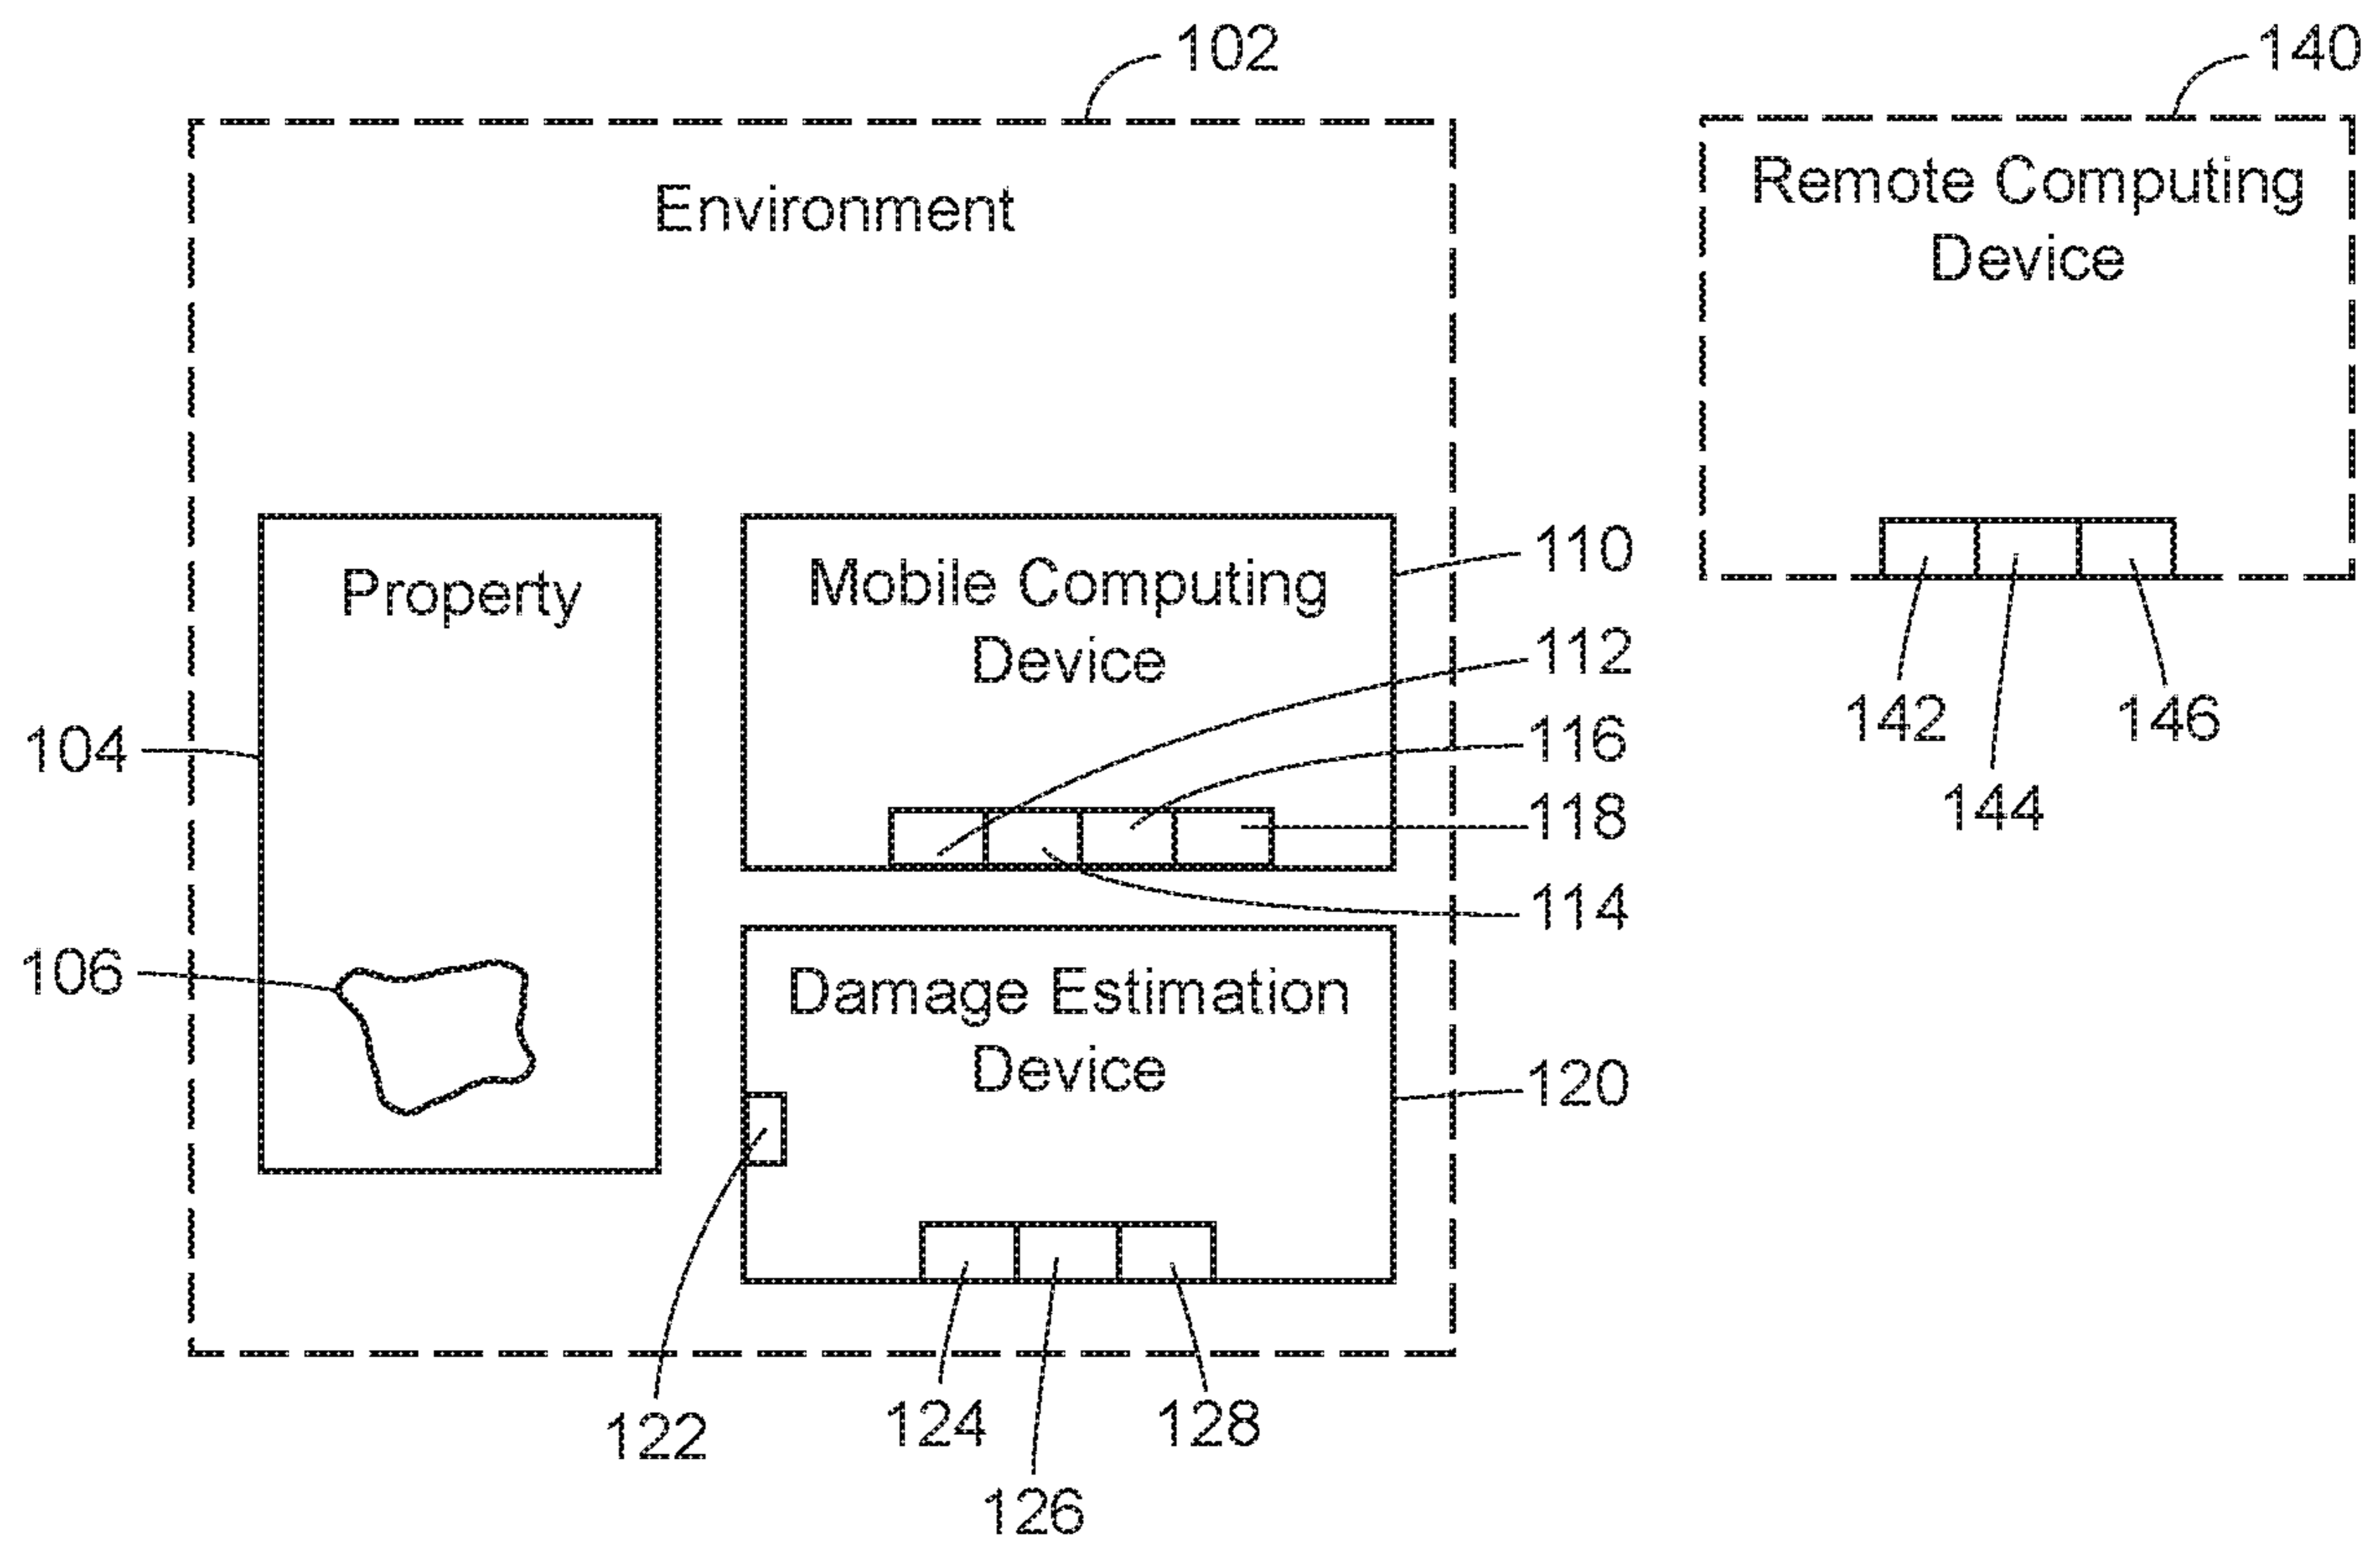 102
140
Environment
Remote Computing
Device
Property
Mobile Computing
Device
110
112
116
118
114
142
146
144
104
106
Damage Estimation
Device
120
122
124
128
126